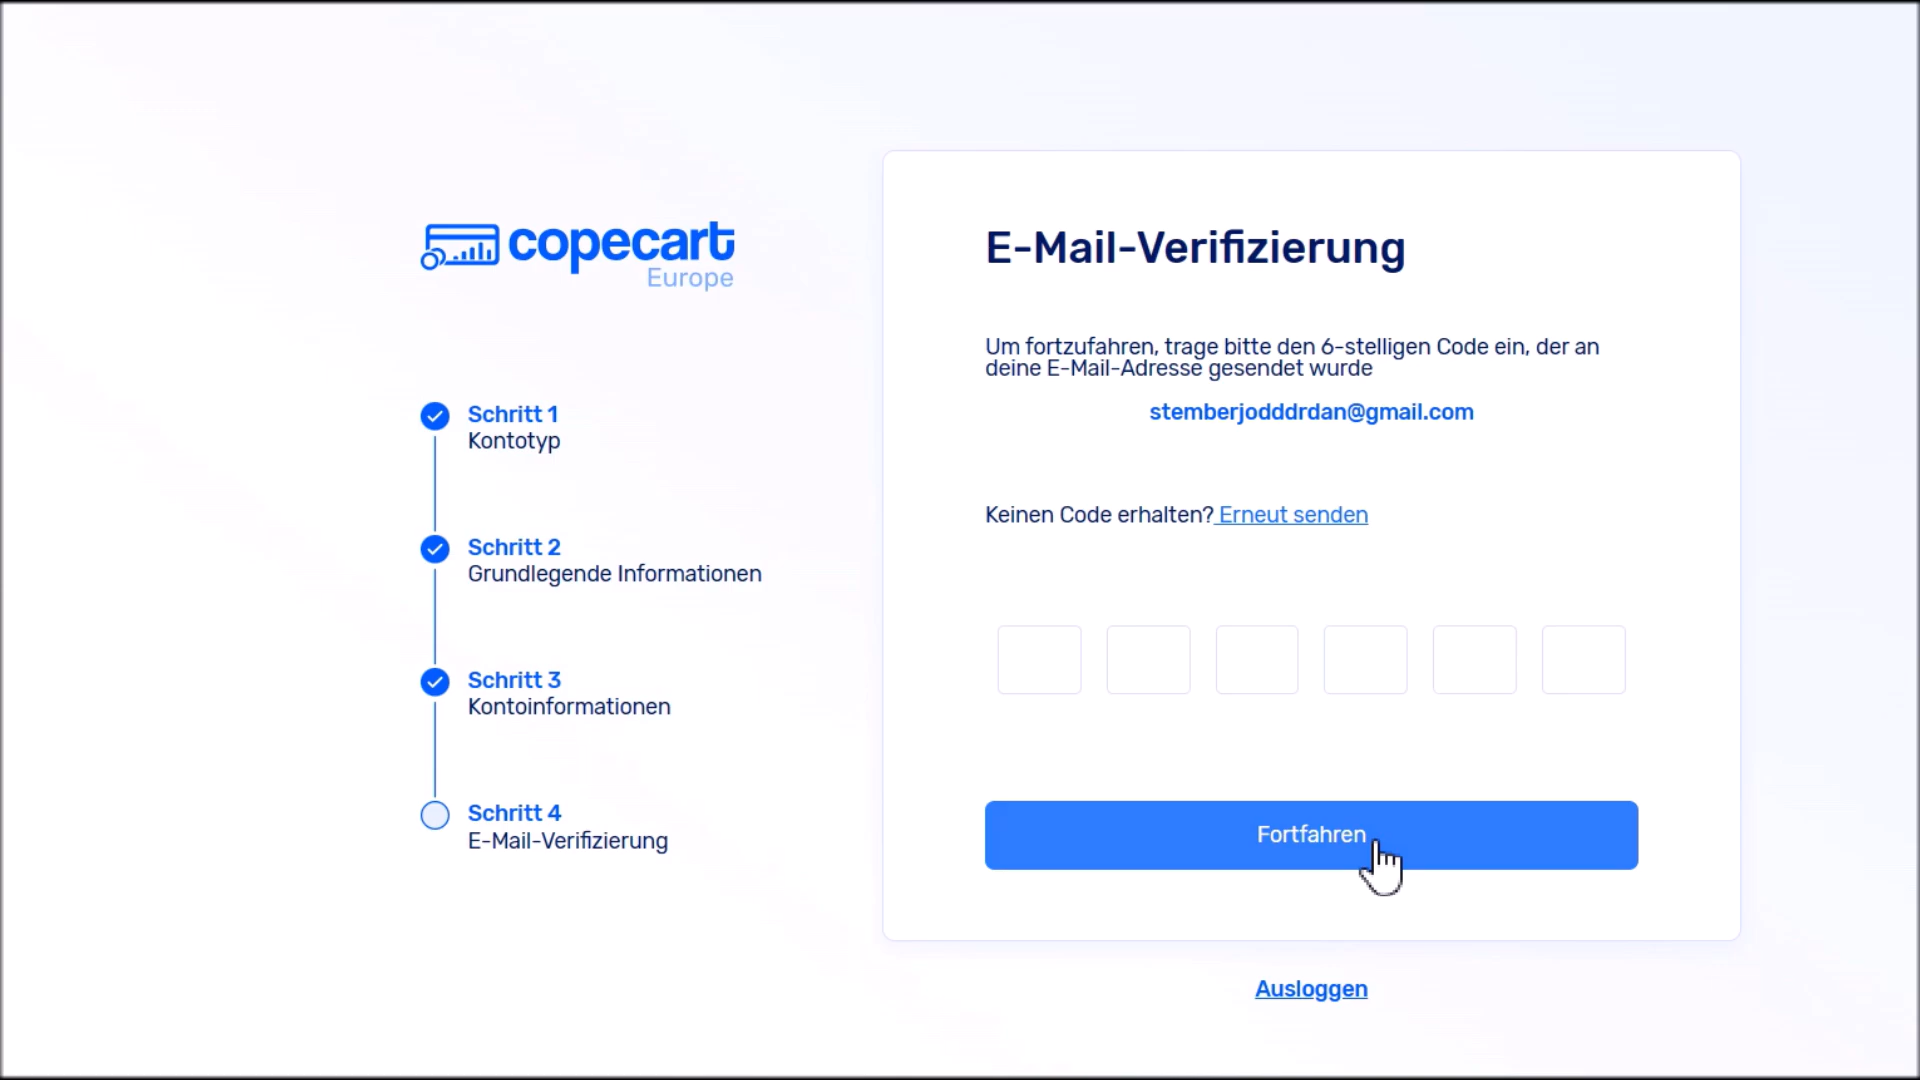 copecart
Europe
Schritt 1
Kontotyp
Schritt 2
Grundlegende Informationen
Schritt 3
Kontoinformationen
Schritt 4
E-Mail-Verifizierung
E-Mail-Verifizierung
Um fortzufahren, trage bitte den 6-stelligen Code ein, der an
deine E-Mail-Adresse gesendet wurde
stemberjodddrdan@gmail.com
Keinen Code erhalten? Erneut senden
Fortfahren
Ausloggen